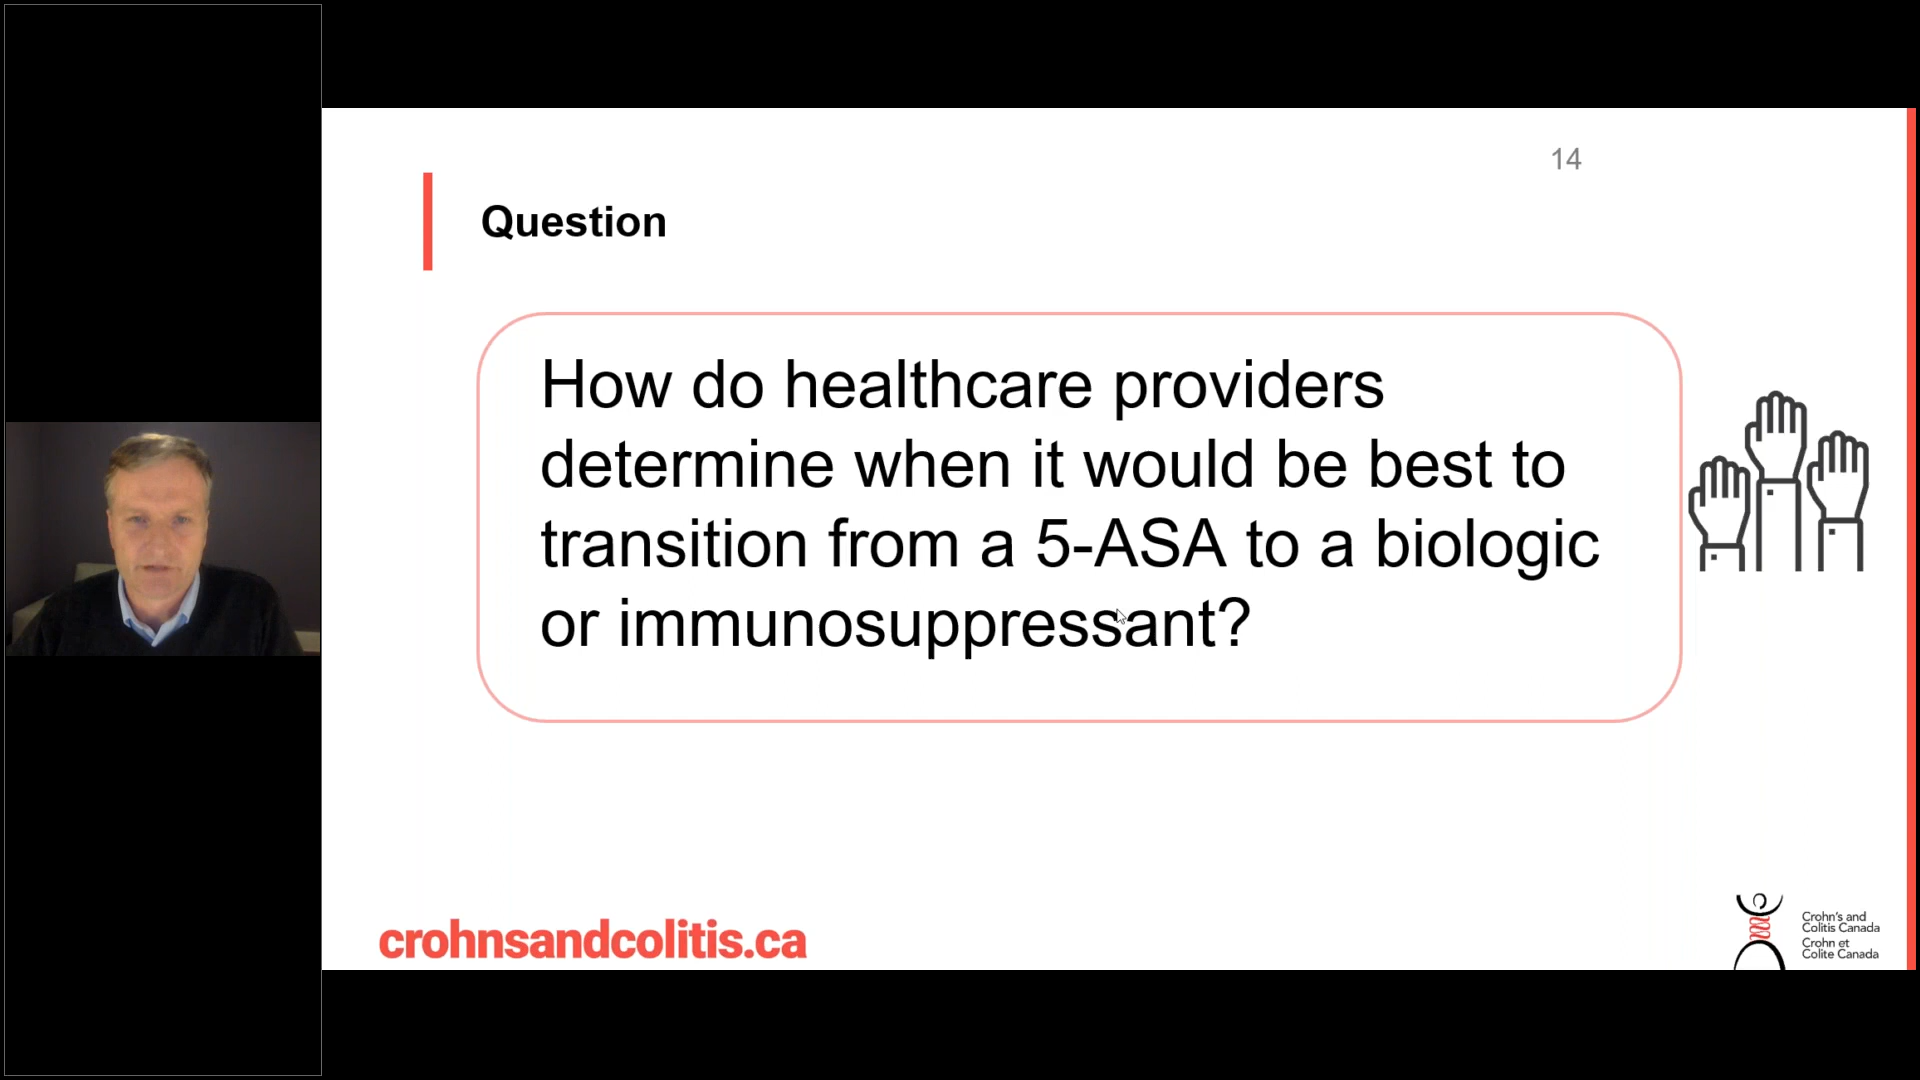 14
Question
How do healthcare providers
determine when it would be best to
transition from a 5-ASA to a biologic
or immunosuppressant?
crohnsandcolitis.ca
Crohn's and
Colitis Canada
Crohn et
Colite Canada